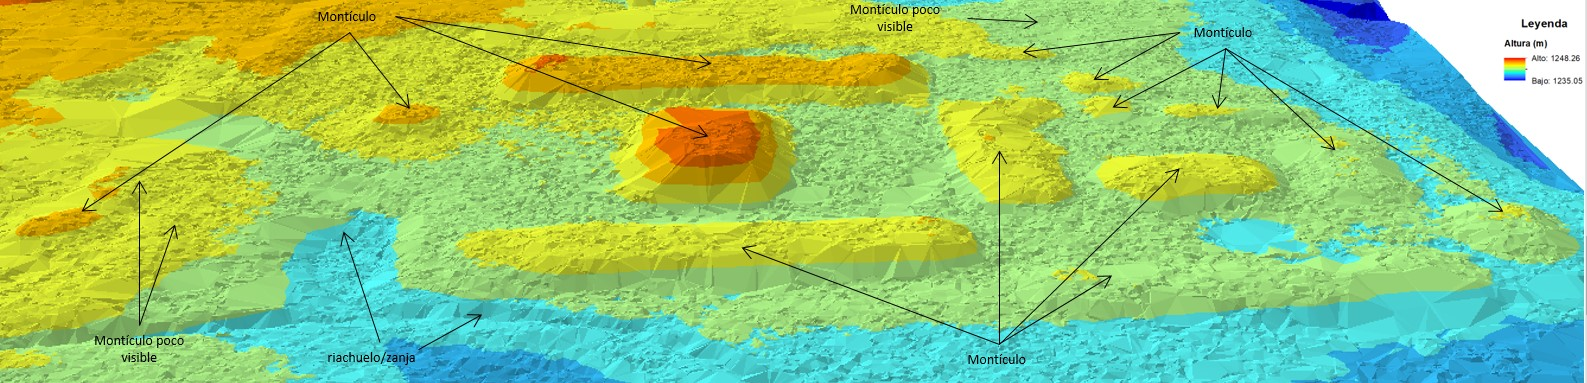 Montículo
Montículo poco
visible
Montículo
Leyenda
Altura (m)
Alto: 1248.26
Bajo: 1235.05
Montículo poco
visible
riachuelo/zanja
Montículo